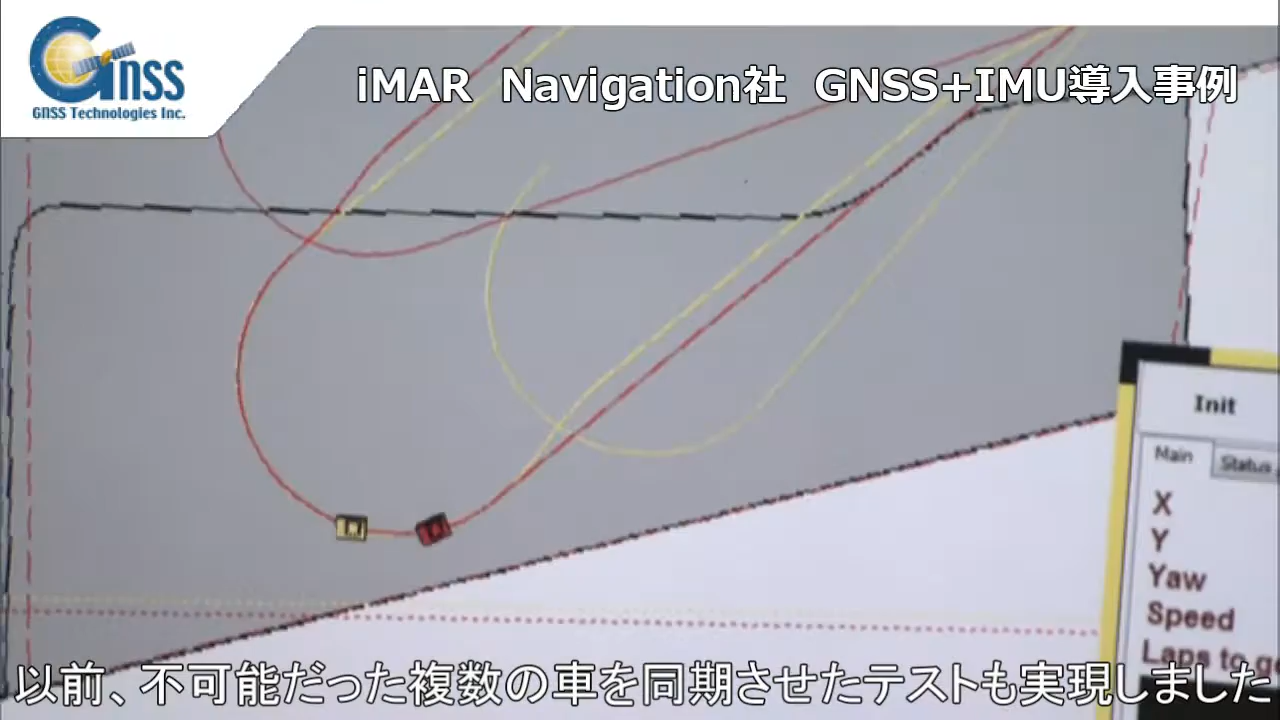 GNSS
GNSS Technologies Inc.
iMAR Navigation社 GNSS+IMU導入事例
Init
Main
Status
X
Y
Yaw
Speed
Laps to g
以前、不可能だった複数の車を同期させたテストも実現しました